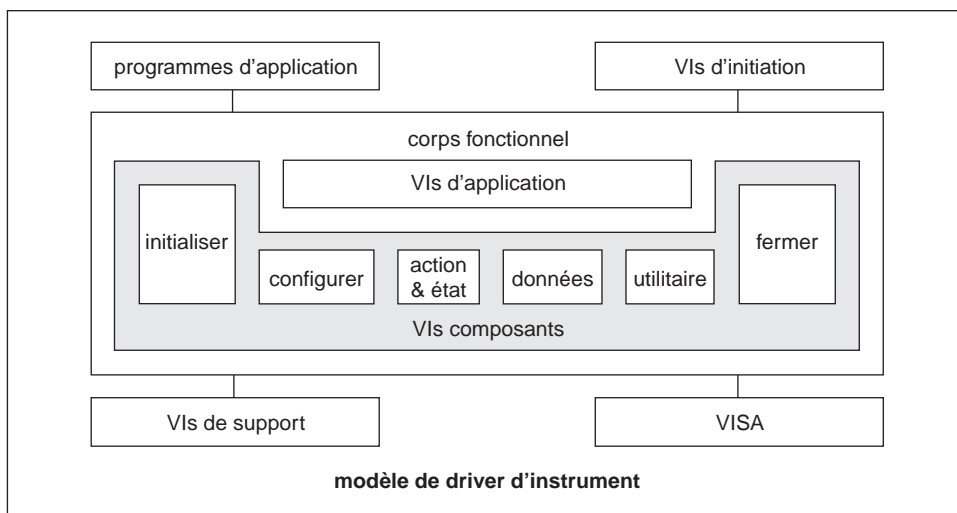 programmes d'application
VIs d'initiation
corps fonctionnel
VIs d'application
initialiser
fermer
configurer
action
& état
données
utilitaire
VIs composants
VIs de support
VISA
modèle de driver d'instrument